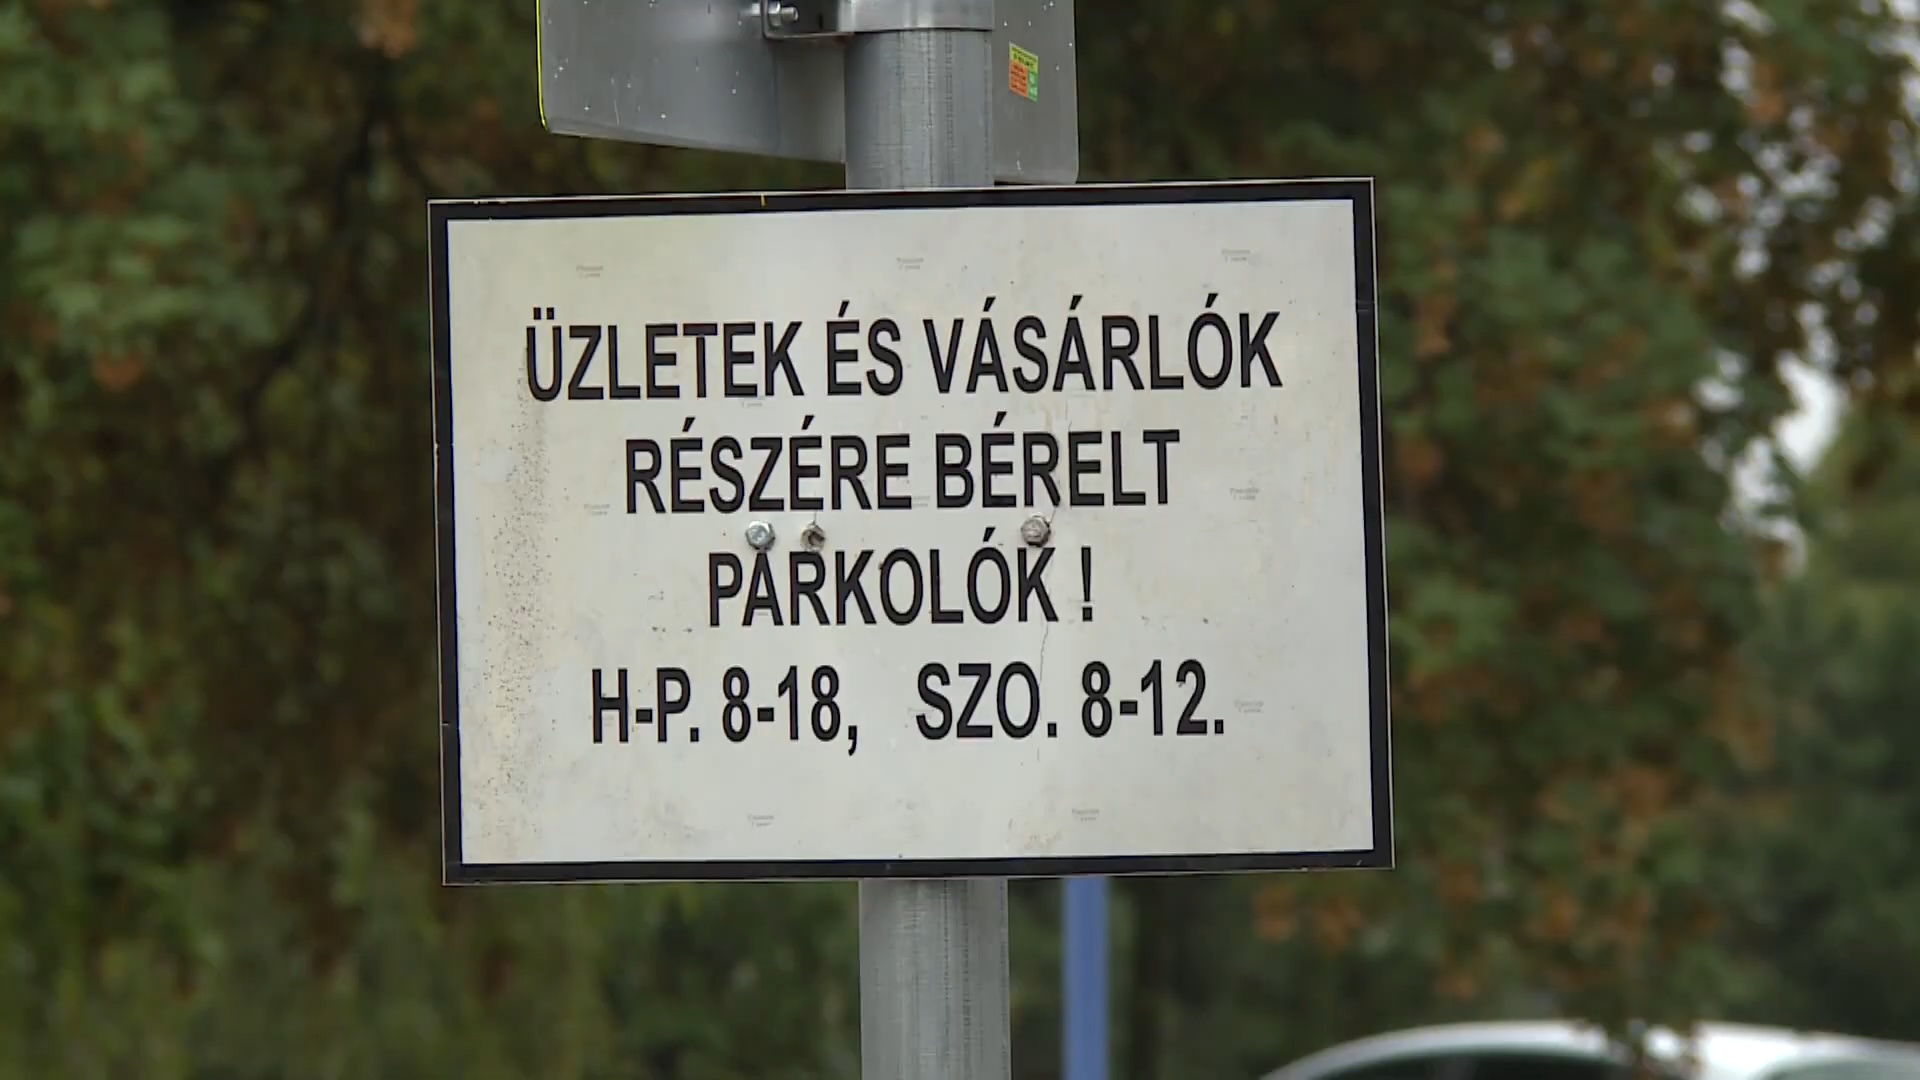 ÜZLETEK ÉS VÁSÁRLÓK
RÉSZÉRE BÉRELT
PARKOLÓK !
H-P. 8-18, SZO. 8-12.